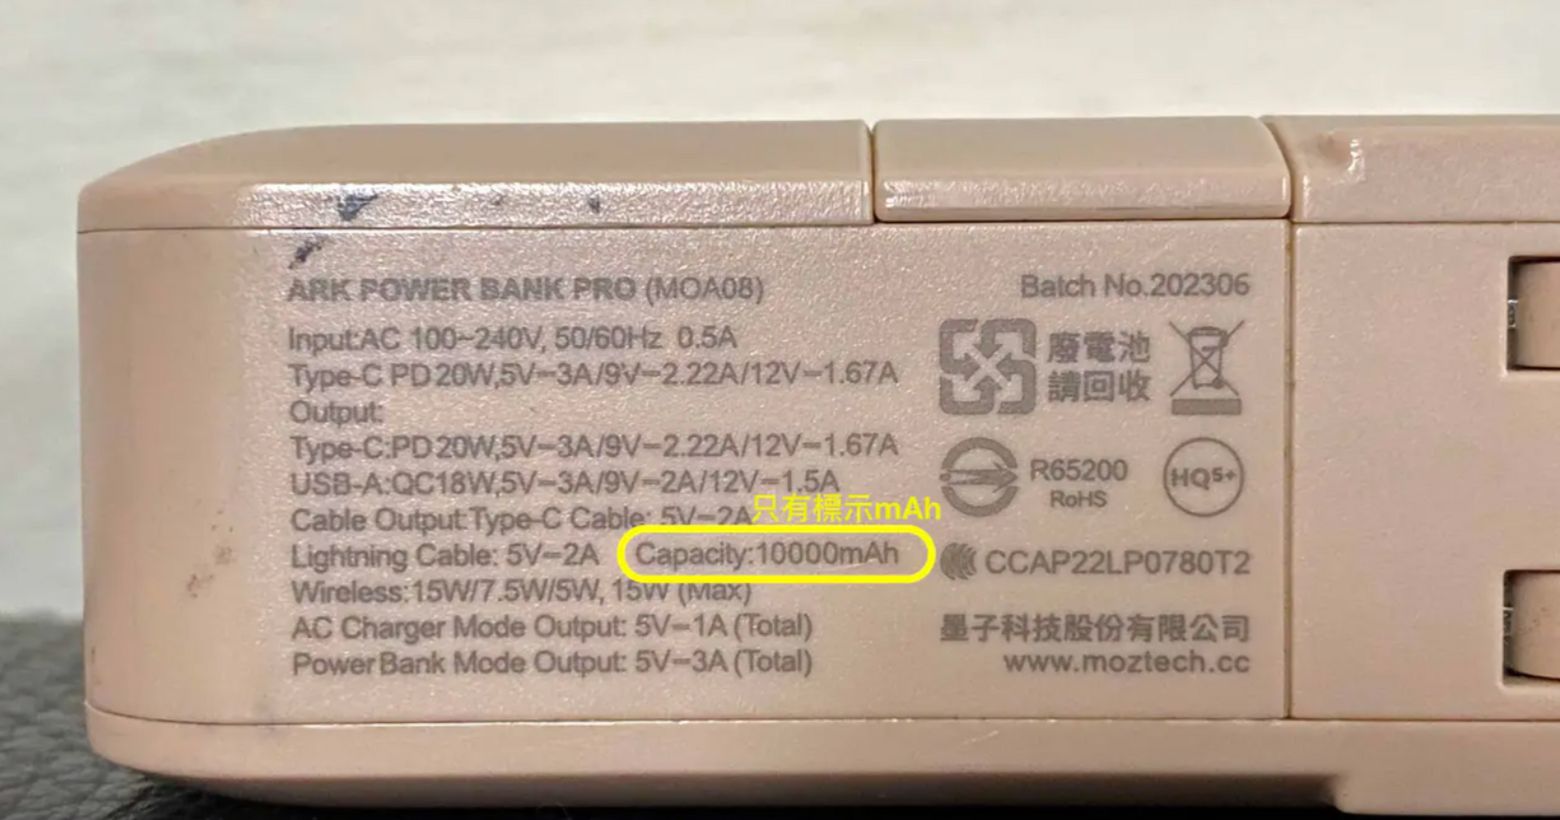 ARK POWER BANK PRO (MOA08)
Input:AC 100~240V, 50/60Hz 0.5A
Type-C PD 20W,5V⎓3A/9V⎓2.22A/12V⎓1.67A
Output:
Type-C:PD 20W,5V⎓3A/9V⎓2.22A/12V⎓1.67A
USB-A:QC18W,5V⎓3A/9V⎓2A/12V⎓1.5A
只有標示mAh
Cable Output:Type-C Cable: 5V⎓2A
Lightning Cable: 5V⎓2A Capacity:10000mAh
Wireless:15W/7.5W/5W, 15W (Max)
AC Charger Mode Output: 5V⎓1A (Total)
Power Bank Mode Output: 5V⎓3A (Total)
Batch No.202306
廢電池
請回收
R65200
RoHS
HQ5+
CCAP22LP0780T2
墨子科技股份有限公司
www.moztech.cc